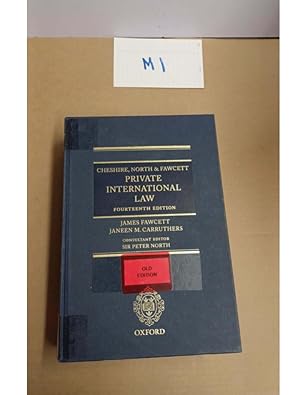 M1
CHESHIRE, NORTH & FAWCETT
PRIVATE
INTERNATIONAL
LAW
FOURTEENTH EDITION
JAMES FAWCETT
JANEEN M. CARRUTHERS
CONSULTANT EDITOR
SIR PETER NORTH
OLD
EDITION
OXFORD